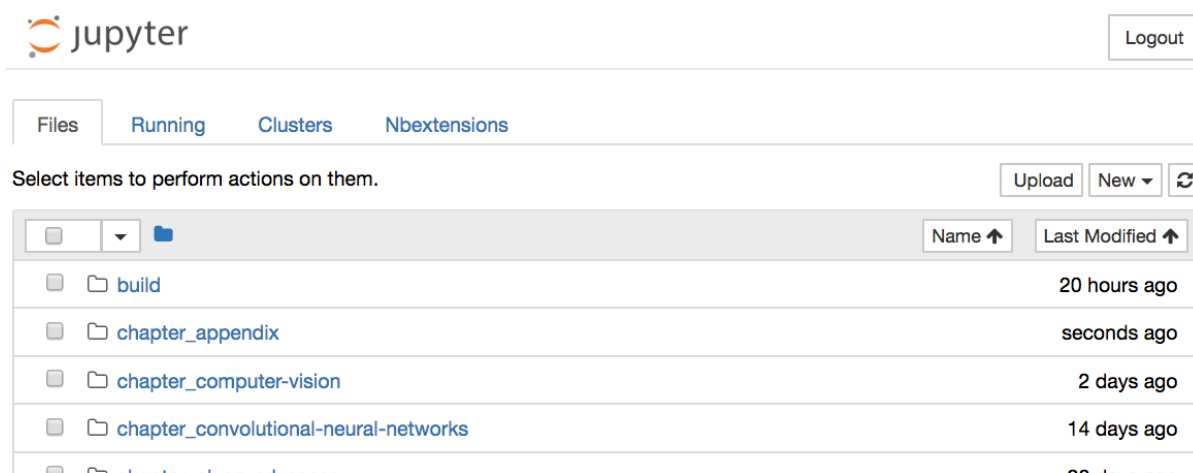 jupyter
Logout
Files Running Clusters Nbextensions
Select items to perform actions on them.
Upload New
Name Last Modified
build 20 hours ago
chapter_appendix seconds ago
chapter_computer-vision 2 days ago
chapter_convolutional-neural-networks 14 days ago